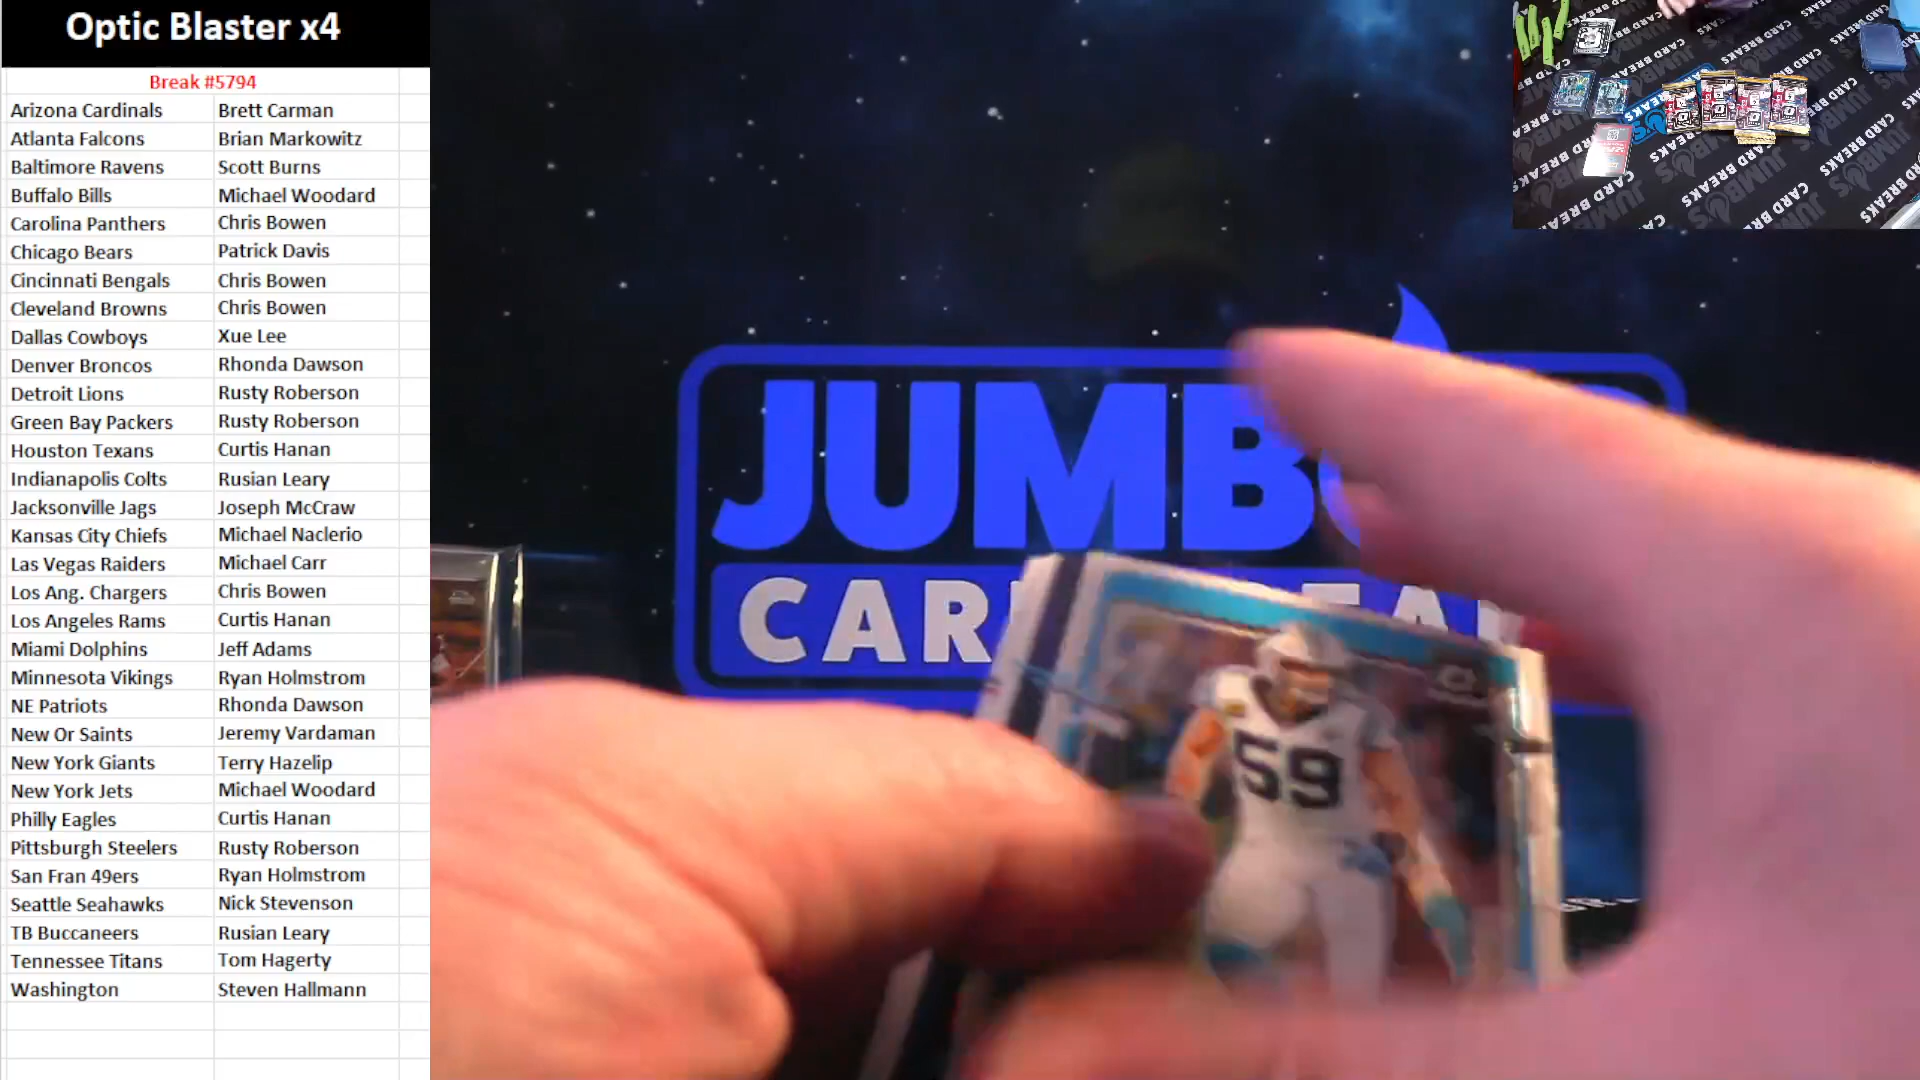 Optic Blaster x4
Break #5794
Arizona Cardinals Brett Carman
Atlanta Falcons Brian Markowitz
Baltimore Ravens Scott Burns
Buffalo Bills Michael Woodard
Carolina Panthers Chris Bowen
Chicago Bears Patrick Davis
Cincinnati Bengals Chris Bowen
Cleveland Browns Chris Bowen
Dallas Cowboys Xue Lee
Denver Broncos Rhonda Dawson
Detroit Lions Rusty Roberson
Green Bay Packers Rusty Roberson
Houston Texans Curtis Hanan
Indianapolis Colts Rusian Leary
Jacksonville Jags Joseph McCraw
Kansas City Chiefs Michael Naclerio
Las Vegas Raiders Michael Carr
Los Ang. Chargers Chris Bowen
Los Angeles Rams Curtis Hanan
Miami Dolphins Jeff Adams
Minnesota Vikings Ryan Holmstrom
NE Patriots Rhonda Dawson
New Or Saints Jeremy Vardaman
New York Giants Terry Hazelip
New York Jets Michael Woodard
Philly Eagles Curtis Hanan
Pittsburgh Steelers Rusty Roberson
San Fran 49ers Ryan Holmstrom
Seattle Seahawks Nick Stevenson
TB Buccaneers Rusian Leary
Tennessee Titans Tom Hagerty
Washington Steven Hallmann
JUMBO
CAR
59
JUMBO'S
CARD BREAKS